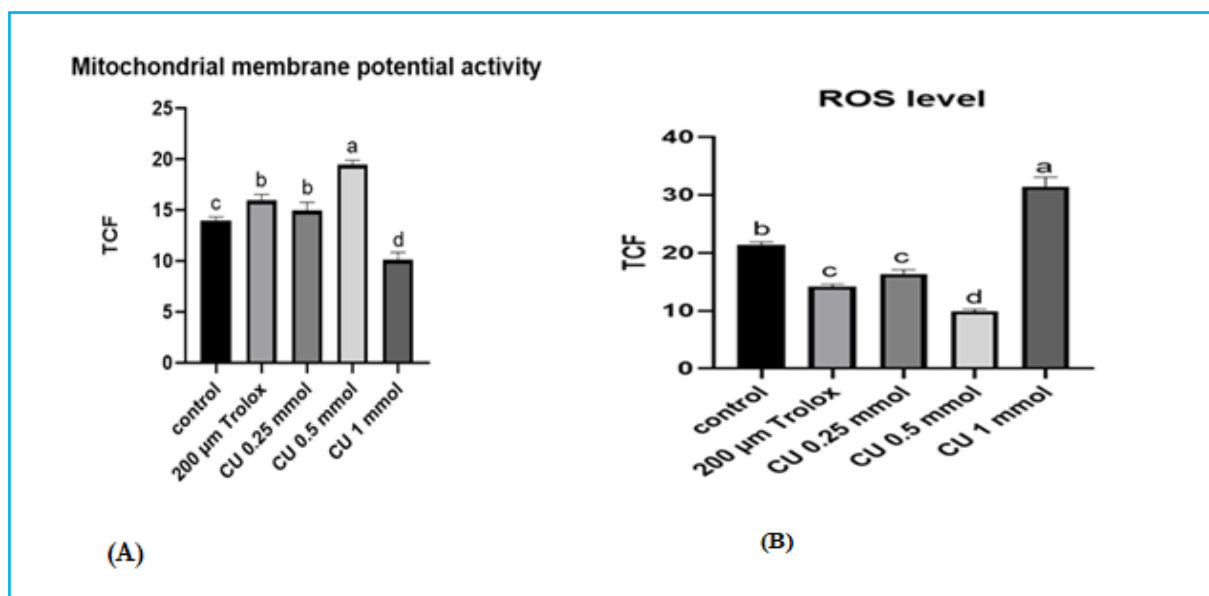 Mitochondrial membrane potential activity
25
20
15
10
5
0
TCF
c
b
b
a
d
control
200 µm Trolox
CU 0.25 mmol
CU 0.5 mmol
CU 1 mmol
(A)
ROS level
40
30
20
10
0
TCF
b
c
c
d
a
control
200 µm Trolox
CU 0.25 mmol
CU 0.5 mmol
CU 1 mmol
(B)